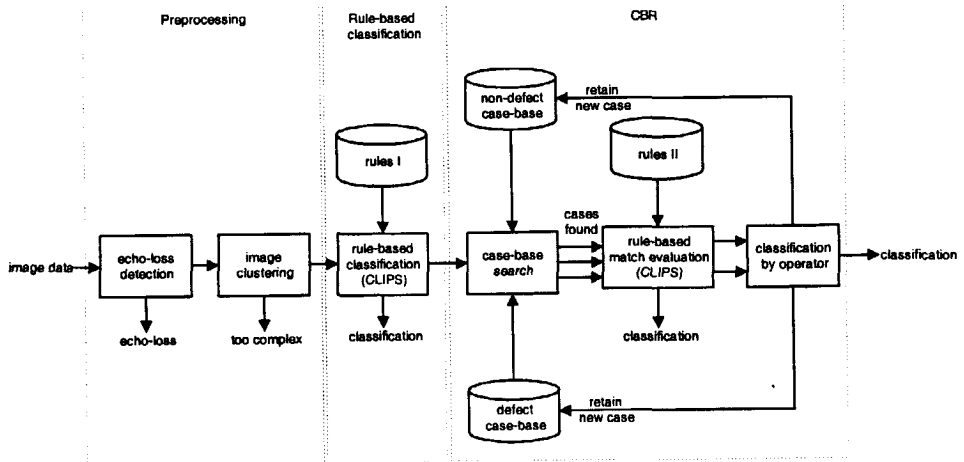 Preprocessing
Rule-based
classification
CBR
non-defect
case-base
retain
new case
rules I
rules II
cases
found
image data
echo-loss
detection
image
clustering
rule-based
classification
(CLIPS)
case-base
search
rule-based
match evaluation
(CLIPS)
classification
by operator
classification
echo-loss
too complex
classification
classification
defect
case-base
retain
new case